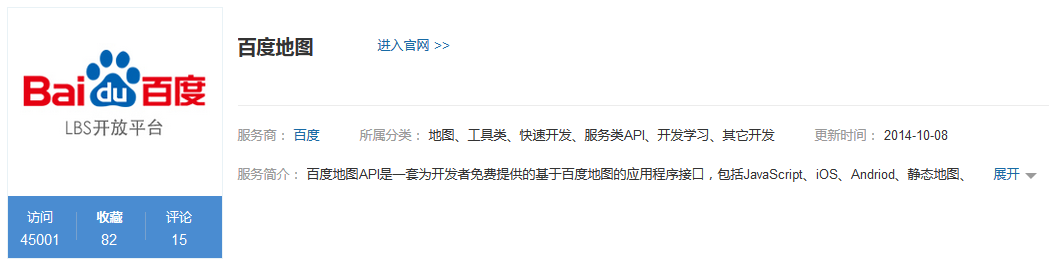 Bai du 百度
LBS开放平台
访问 收藏 评论
45001 82 15
百度地图 进入官网 >>
服务商： 百度 所属分类： 地图、工具类、快速开发、服务类API、开发学习、其它开发 更新时间： 2014-10-08
服务简介： 百度地图API是一套为开发者免费提供的基于百度地图的应用程序接口，包括JavaScript、iOS、Andriod、静态地图、 展开